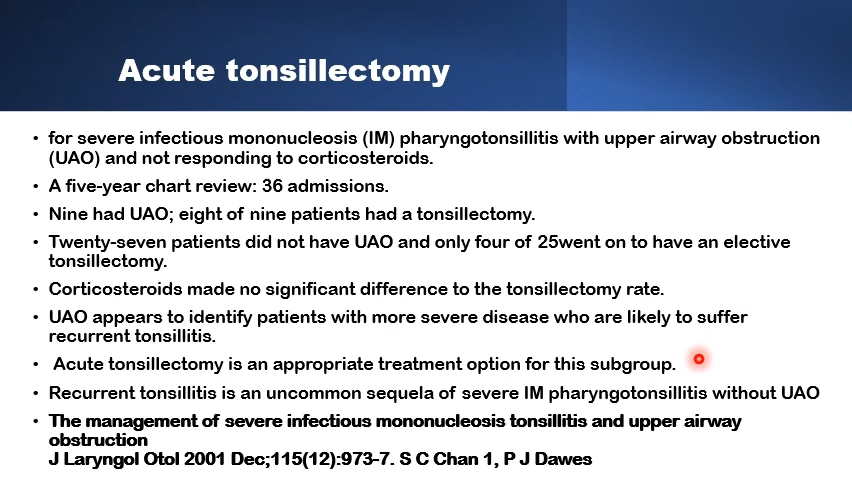 Acute tonsillectomy
• for severe infectious mononucleosis (IM) pharyngotonsillitis with upper airway obstruction
(UAO) and not responding to corticosteroids.
• A five-year chart review: 36 admissions.
• Nine had UAO; eight of nine patients had a tonsillectomy.
• Twenty-seven patients did not have UAO and only four of 25went on to have an elective
tonsillectomy.
• Corticosteroids made no significant difference to the tonsillectomy rate.
• UAO appears to identify patients with more severe disease who are likely to suffer
recurrent tonsillitis.
• Acute tonsillectomy is an appropriate treatment option for this subgroup.
• Recurrent tonsillitis is an uncommon sequela of severe IM pharyngotonsillitis without UAO
• The management of severe infectious mononucleosis tonsillitis and upper airway
obstruction
J Laryngol Otol 2001 Dec;115(12):973-7. S C Chan 1, P J Dawes